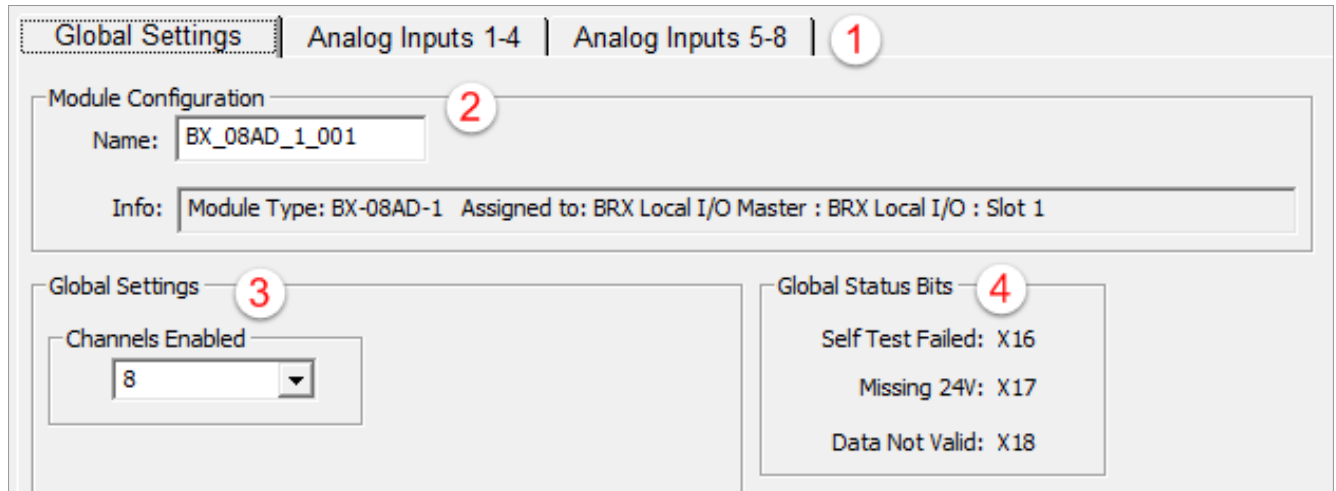 Global Settings Analog Inputs 1-4 Analog Inputs 5-8 1
Module Configuration 2
Name: BX_08AD_1_001
Info: Module Type: BX-08AD-1 Assigned to: BRX Local I/O Master : BRX Local I/O : Slot 1
Global Settings 3
Channels Enabled
8
Global Status Bits 4
Self Test Failed: X16
Missing 24V: X17
Data Not Valid: X18